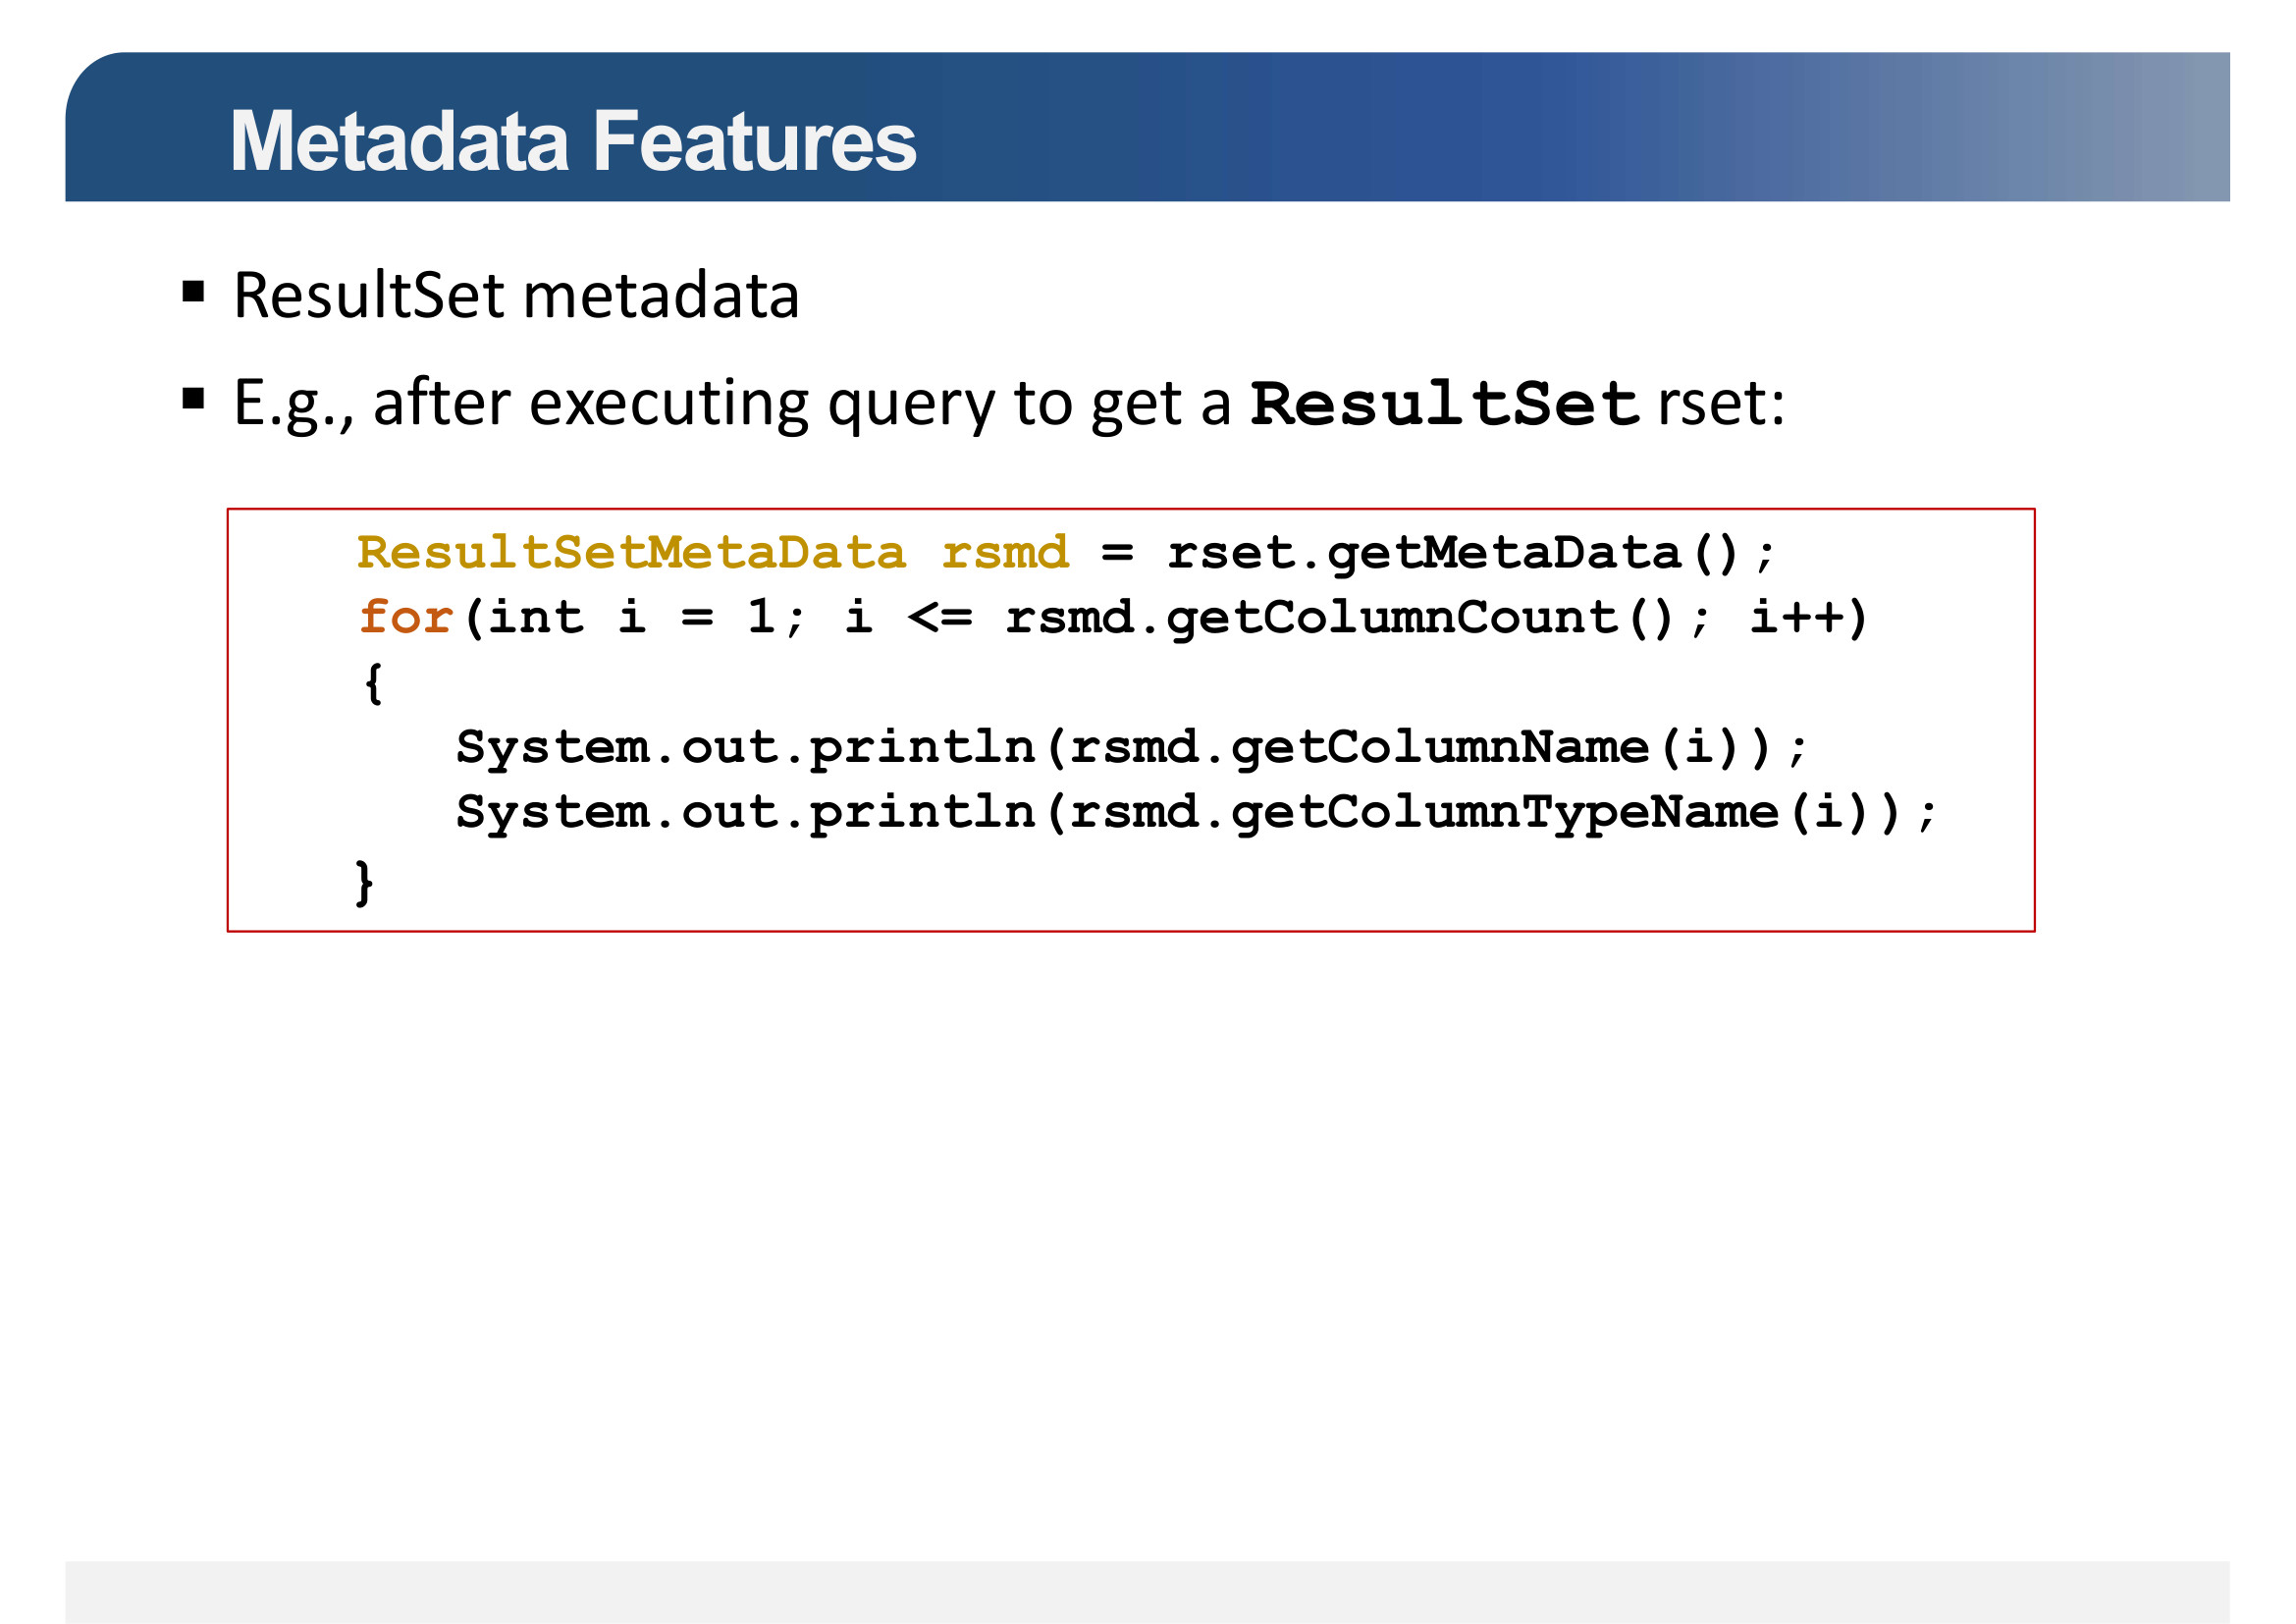 Metadata Features
▪ ResultSet metadata
▪ E.g., after executing query to get a ResultSet rset:
ResultSetMetaData rsmd = rset.getMetaData();
for(int i = 1; i <= rsmd.getColumnCount(); i++)
{
System.out.println(rsmd.getColumnName(i));
System.out.println(rsmd.getColumnTypeName(i));
}